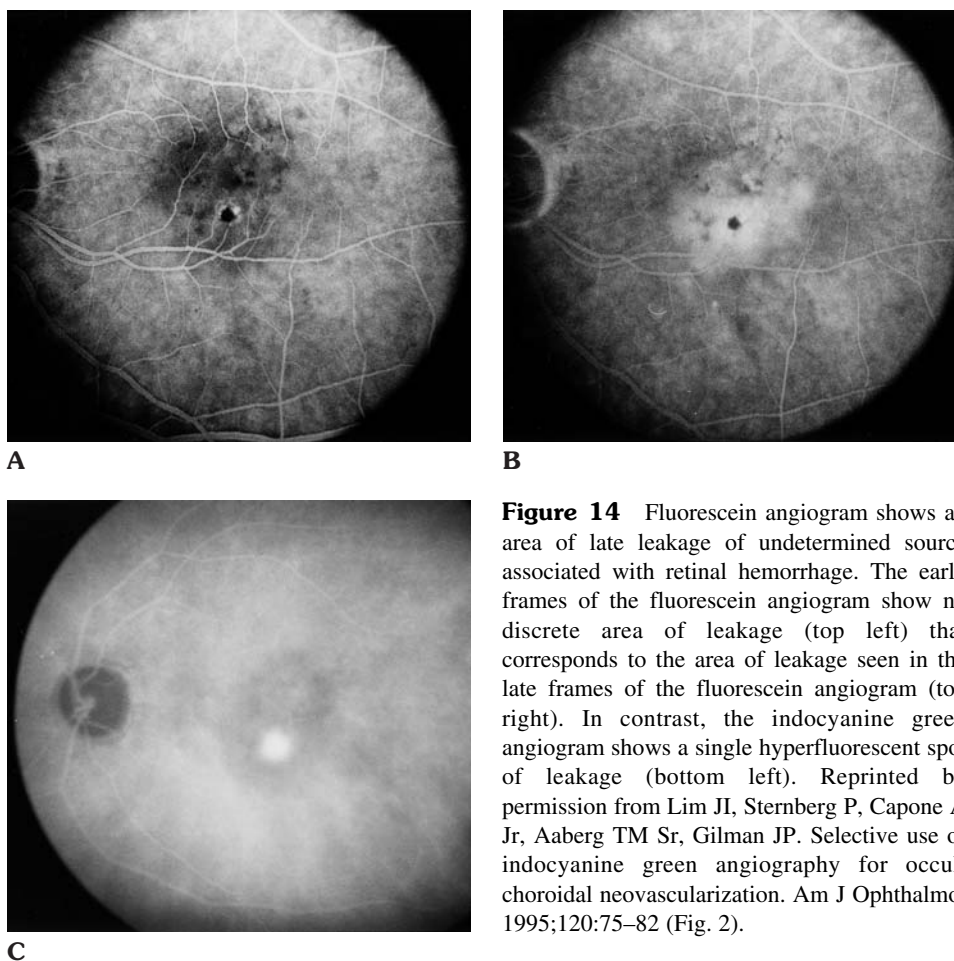 A
B
Figure 14 Fluorescein angiogram shows a
area of late leakage of undetermined sourc
associated with retinal hemorrhage. The earl
frames of the fluorescein angiogram show n
discrete area of leakage (top left) tha
corresponds to the area of leakage seen in th
late frames of the fluorescein angiogram (to
right). In contrast, the indocyanine gree
angiogram shows a single hyperfluorescent spo
of leakage (bottom left). Reprinted b
permission from Lim JI, Sternberg P, Capone A
Jr, Aaberg TM Sr, Gilman JP. Selective use o
indocyanine green angiography for occul
choroidal neovascularization. Am J Ophthalmo
1995;120:75–82 (Fig. 2).
C